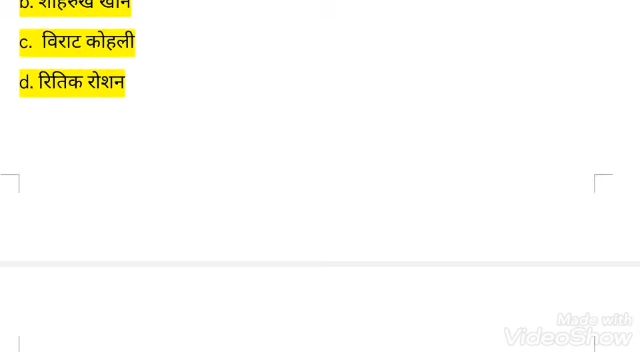 b. शाहरुख खान
c. विराट कोहली
d. रितिक रोशन
Made with
VideoShow